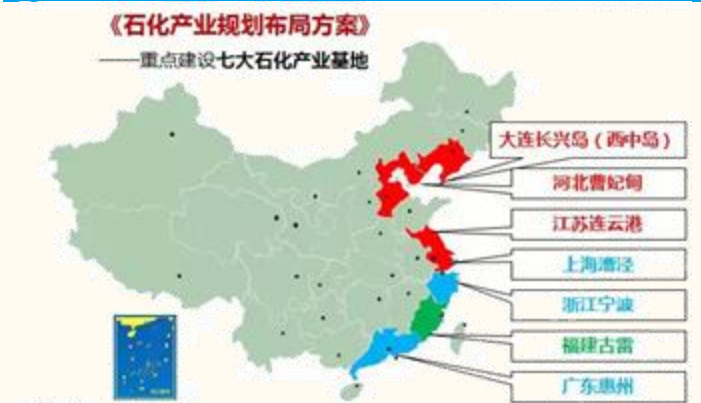 《石化产业规划布局方案》
——重点建设七大石化产业基地
大连长兴岛（西中岛）
河北曹妃甸
江苏连云港
上海漕泾
浙江宁波
福建古雷
广东惠州